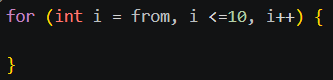 for (int i = from, i <=10, i++) {
}